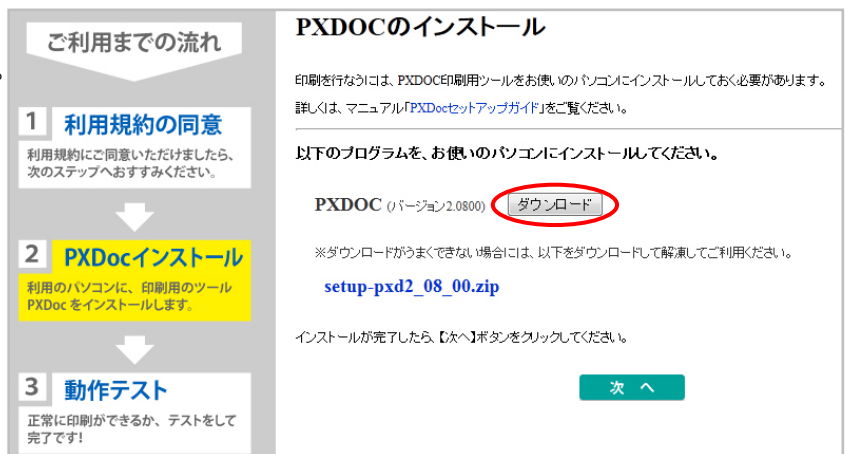 ご利用までの流れ
1 利用規約の同意
利用規約にご同意いただけましたら、
次のステップへおすすみください。
2 PXDocインストール
利用のパソコンに、印刷用のツール
PXDoc をインストールします。
3 動作テスト
正常に印刷ができるか、テストをして
完了です!
PXDOCのインストール
印刷を行なうには、PXDOC印刷用ツールをお使いのパソコンにインストールしておく必要があります。
詳しくは、マニュアル「PXDocセットアップガイド」をご覧ください。
以下のプログラムを、お使いのパソコンにインストールしてください。
PXDOC (バージョン2.0800) ダウンロード
※ダウンロードがうまくできない場合には、以下をダウンロードして解凍してご利用ください。
setup-pxd2_08_00.zip
インストールが完了したら、【次へ】ボタンをクリックしてください。
次 へ